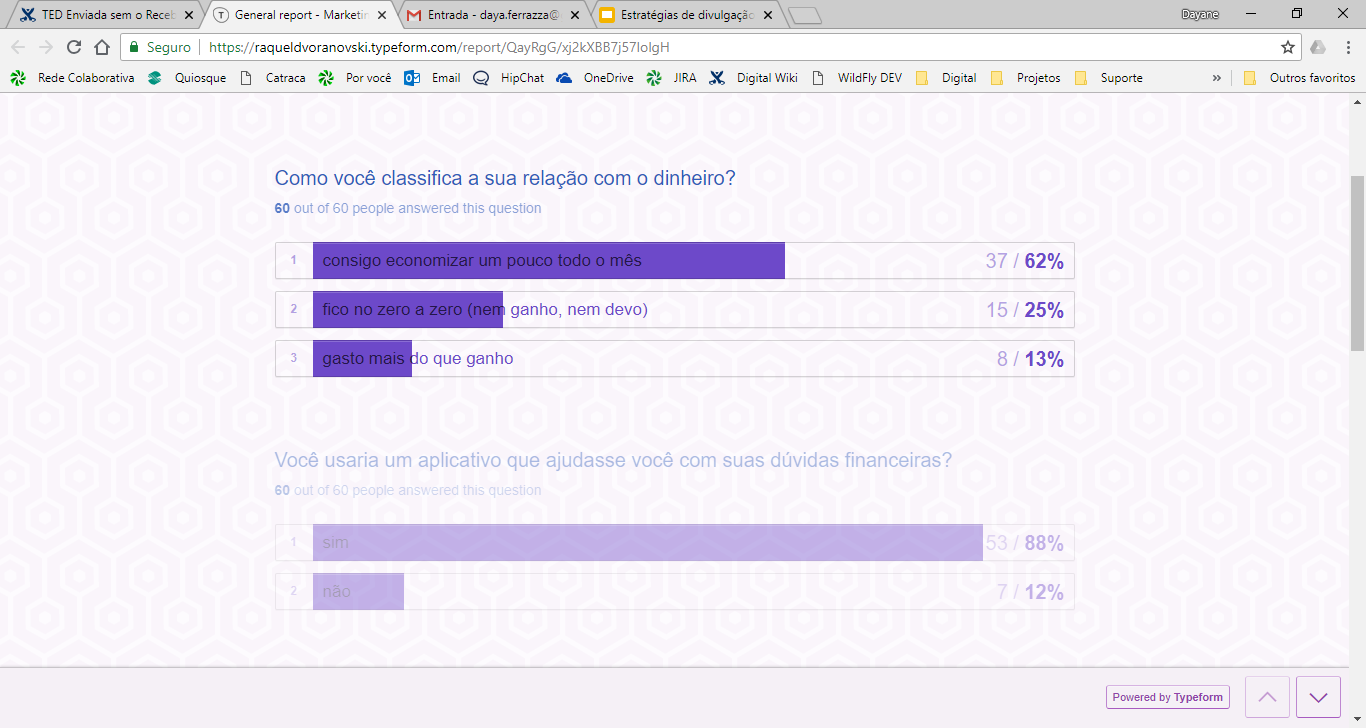 TED Enviada sem o Receb
General report - Marketin
Entrada - daya.ferrazza@
Estratégias de divulgação
Dayane
Seguro
https://raqueldvoranovski.typeform.com/report/QayRgG/xj2kXBB7j57IoIgH
Rede Colaborativa
Quiosque
Catraca
Por você
Email
HipChat
OneDrive
JIRA
Digital Wiki
WildFly DEV
Digital
Projetos
Suporte
»
Outros favoritos
Como você classifica a sua relação com o dinheiro?
60 out of 60 people answered this question
1 consigo economizar um pouco todo o mês 37 / 62%
2 fico no zero a zero (nem ganho, nem devo) 15 / 25%
3 gasto mais do que ganho 8 / 13%
Você usaria um aplicativo que ajudasse você com suas dúvidas financeiras?
60 out of 60 people answered this question
1 sim 53 / 88%
2 não 7 / 12%
Powered by Typeform